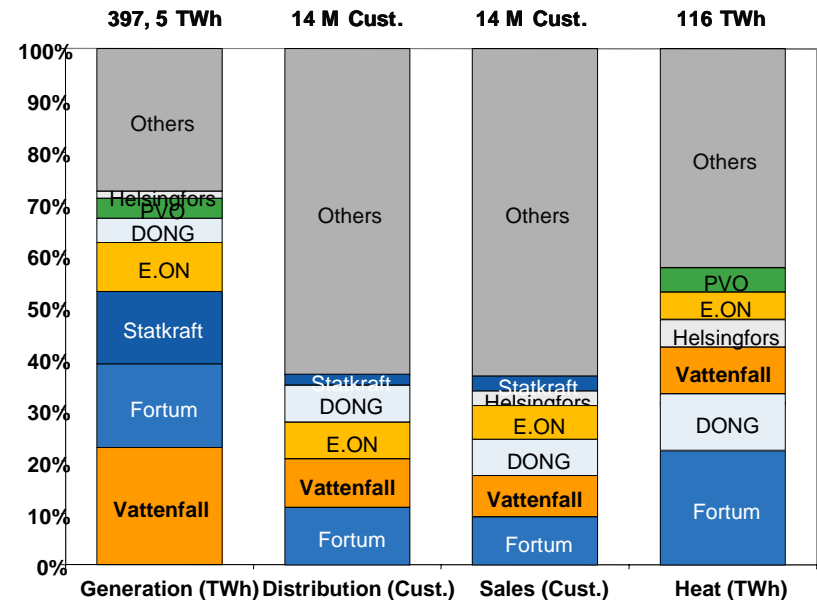 397, 5 TWh 14 M Cust. 14 M Cust. 116 TWh
100%
90%
80%
70%
60%
50%
40%
30%
20%
10%
0%
Others
Helsingfors
PVO
DONG
E.ON
Statkraft
Fortum
Vattenfall
Others
Statkraft
DONG
E.ON
Vattenfall
Fortum
Others
Statkraft
Helsingfors
E.ON
DONG
Vattenfall
Fortum
Others
PVO
E.ON
Helsingfors
Vattenfall
DONG
Fortum
Generation (TWh) Distribution (Cust.) Sales (Cust.) Heat (TWh)